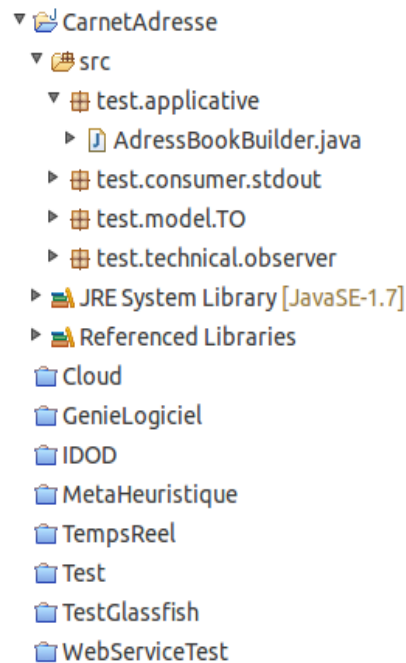 CarnetAdresse
src
test.applicative
AdressBookBuilder.java
test.consumer.stdout
test.model.TO
test.technical.observer
JRE System Library [JavaSE-1.7]
Referenced Libraries
Cloud
GenieLogiciel
IDOD
MetaHeuristique
TempsReel
Test
TestGlassfish
WebServiceTest